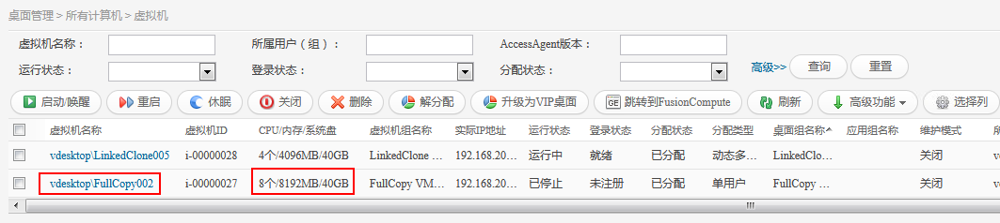 桌面管理 > 所有计算机 > 虚拟机
虚拟机名称： 所属用户（组）： AccessAgent版本：
运行状态： 登录状态： 分配状态： 高级>> 查询 重置
启动/唤醒 重启 休眠 关闭 删除 解分配 升级为VIP桌面 GE 跳转到FusionCompute 刷新 高级功能 选择列
虚拟机名称 虚拟机ID CPU/内存/系统盘 虚拟机组名称 实际IP地址 运行状态 登录状态 分配状态 分配类型 桌面组名称 应用组名称 维护模式 所
vdesktop\LinkedClone005 i-00000028 4个/4096MB/40GB LinkedClone ... 192.168.20... 运行中 就绪 已分配 动态多... LinkedClo... 关闭 vd
vdesktop\FullCopy002 i-00000027 8个/8192MB/40GB FullCopy VM... 192.168.20... 已停止 未注册 已分配 单用户 FullCopy ... 关闭